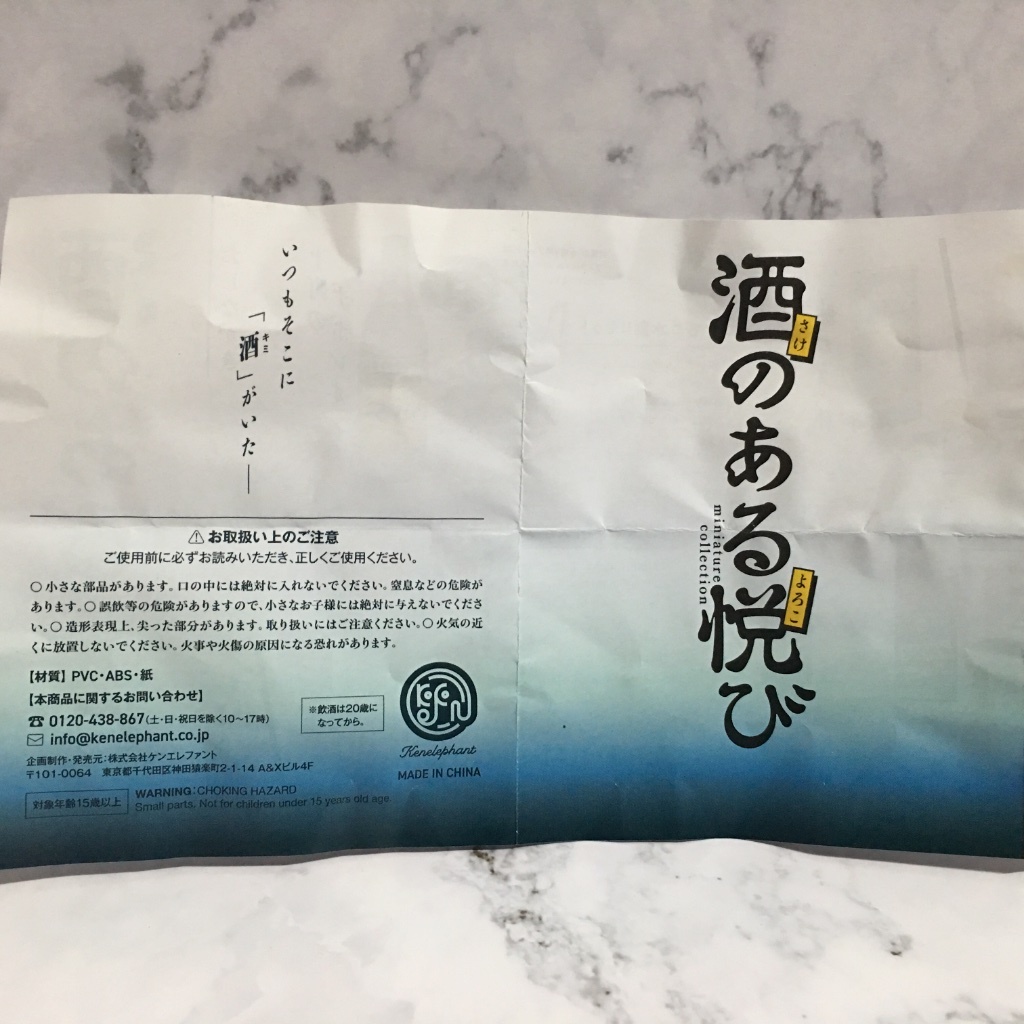 酒のある悦び
さけ
よろこ
miniature
collection
いつもそこに
「酒」がいた——
キミ
⚠お取扱い上のご注意
ご使用前に必ずお読みいただき、正しくご使用ください。
○小さな部品があります。口の中には絶対に入れないでください。窒息などの危険が
あります。○誤飲等の危険がありますので、小さなお子様には絶対に与えないでくださ
い。○造形表現上、尖った部分があります。取り扱いにはご注意ください。○火気の近
くに放置しないでください。火事や火傷の原因になる恐れがあります。
【材質】PVC・ABS・紙
【本商品に関するお問い合わせ】
☎0120-438-867(土・日・祝日を除く10〜17時)
✉info@kenelephant.co.jp
企画制作・発売元:株式会社ケンエレファント
〒101-0064 東京都千代田区神田猿楽町2-1-14 A&Xビル4F
※飲酒は20歳に
なってから。
Kenelephant
MADE IN CHINA
対象年齢15歳以上
WARNING:CHOKING HAZARD
Small parts. Not for children under 15 years old age.